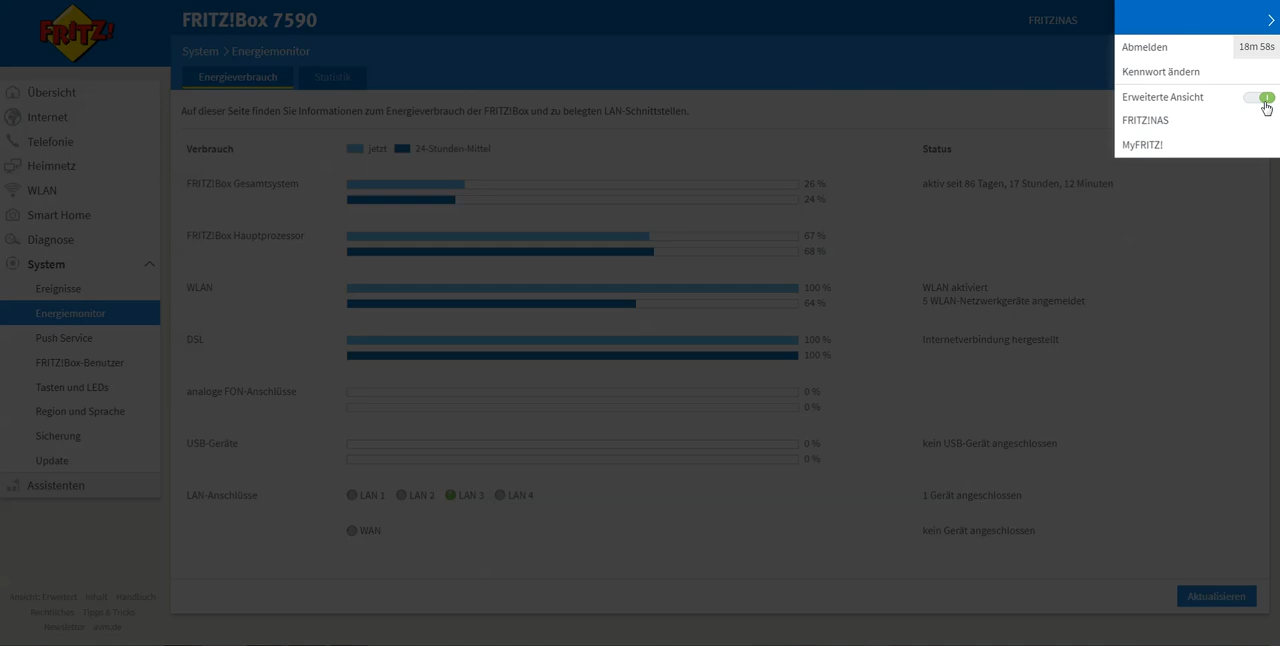 FRITZ!
FRITZ!Box 7590
FRITZ!NAS
System > Energiemonitor
Energieverbrauch
Statistik
Abmelden
18m 58s
Kennwort ändern
Erweiterte Ansicht
FRITZ!NAS
MyFRITZ!
Übersicht
Internet
Telefonie
Heimnetz
WLAN
Smart Home
Diagnose
System
Ereignisse
Energiemonitor
Push Service
FRITZ!Box-Benutzer
Tasten und LEDs
Region und Sprache
Sicherung
Update
Assistenten
Ansicht: Erweitert Inhalt Handbuch
Rechtliches Tipps & Tricks
Newsletter avm.de
Auf dieser Seite finden Sie Informationen zum Energieverbrauch der FRITZ!Box und zu belegten LAN-Schnittstellen.
Verbrauch jetzt 24-Stunden-Mittel Status
FRITZ!Box Gesamtsystem 26 % aktiv seit 86 Tagen, 17 Stunden, 12 Minuten
24 %
FRITZ!Box Hauptprozessor 67 %
68 %
WLAN 100 % WLAN aktiviert
64 % 5 WLAN-Netzwerkgeräte angemeldet
DSL 100 % Internetverbindung hergestellt
100 %
analoge FON-Anschlüsse 0 %
0 %
USB-Geräte 0 % kein USB-Gerät angeschlossen
0 %
LAN-Anschlüsse LAN 1 LAN 2 LAN 3 LAN 4 1 Gerät angeschlossen
WAN kein Gerät angeschlossen
Aktualisieren